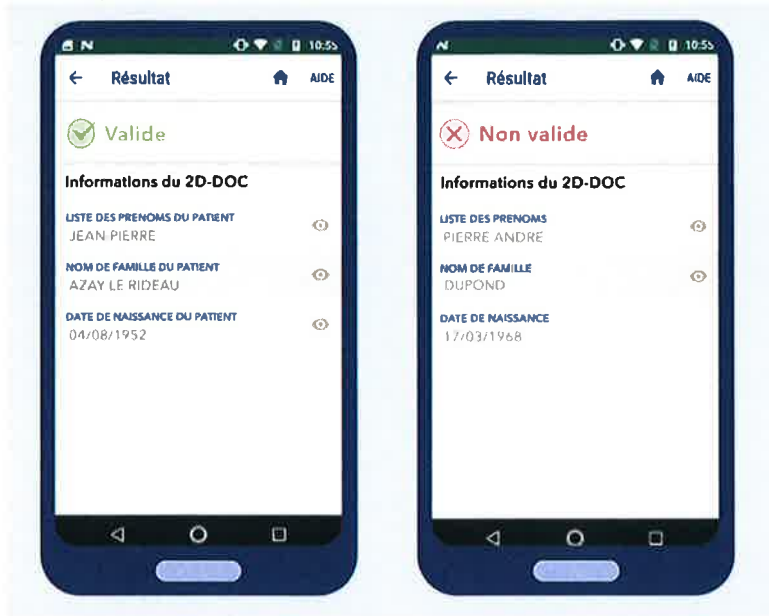 10:55
← Résultat AIDE
Valide
Informations du 2D-DOC
LISTE DES PRENOMS DU PATIENT
JEAN PIERRE
NOM DE FAMILLE DU PATIENT
AZAY LE RIDEAU
DATE DE NAISSANCE DU PATIENT
04/08/1952
10:55
← Résultat AIDE
Non valide
Informations du 2D-DOC
LISTE DES PRENOMS
PIERRE ANDRE
NOM DE FAMILLE
DUPOND
DATE DE NAISSANCE
17/03/1968